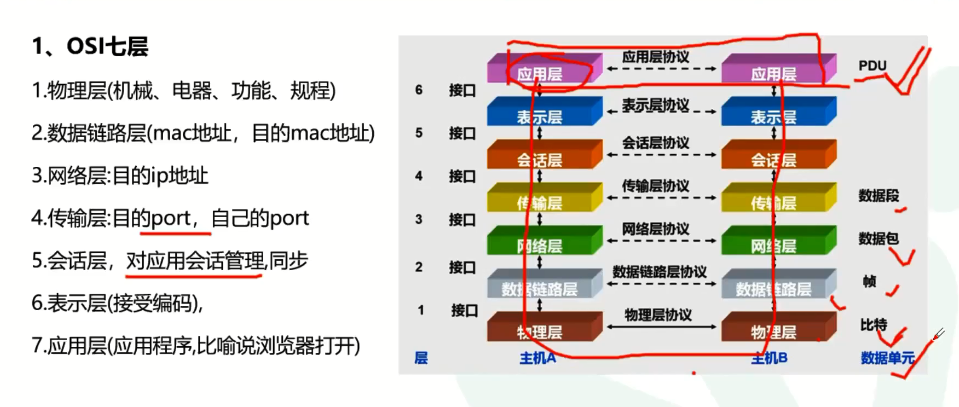 1、OSI七层
1.物理层(机械、电器、功能、规程)
2.数据链路层(mac地址，目的mac地址)
3.网络层:目的ip地址
4.传输层:目的port，自己的port
5.会话层，对应用会话管理,同步
6.表示层(接受编码),
7.应用层(应用程序,比喻说浏览器打开)
应用层 应用层协议 应用层 PDU
6 接口
表示层 表示层协议 表示层
5 接口
会话层 会话层协议 会话层
4 接口
传输层 传输层协议 传输层 数据段
3 接口
网络层 网络层协议 网络层 数据包
2 接口
数据链路层 数据链路层协议 数据链路层 帧
1 接口
物理层 物理层协议 物理层 比特
层 主机A 主机B 数据单元